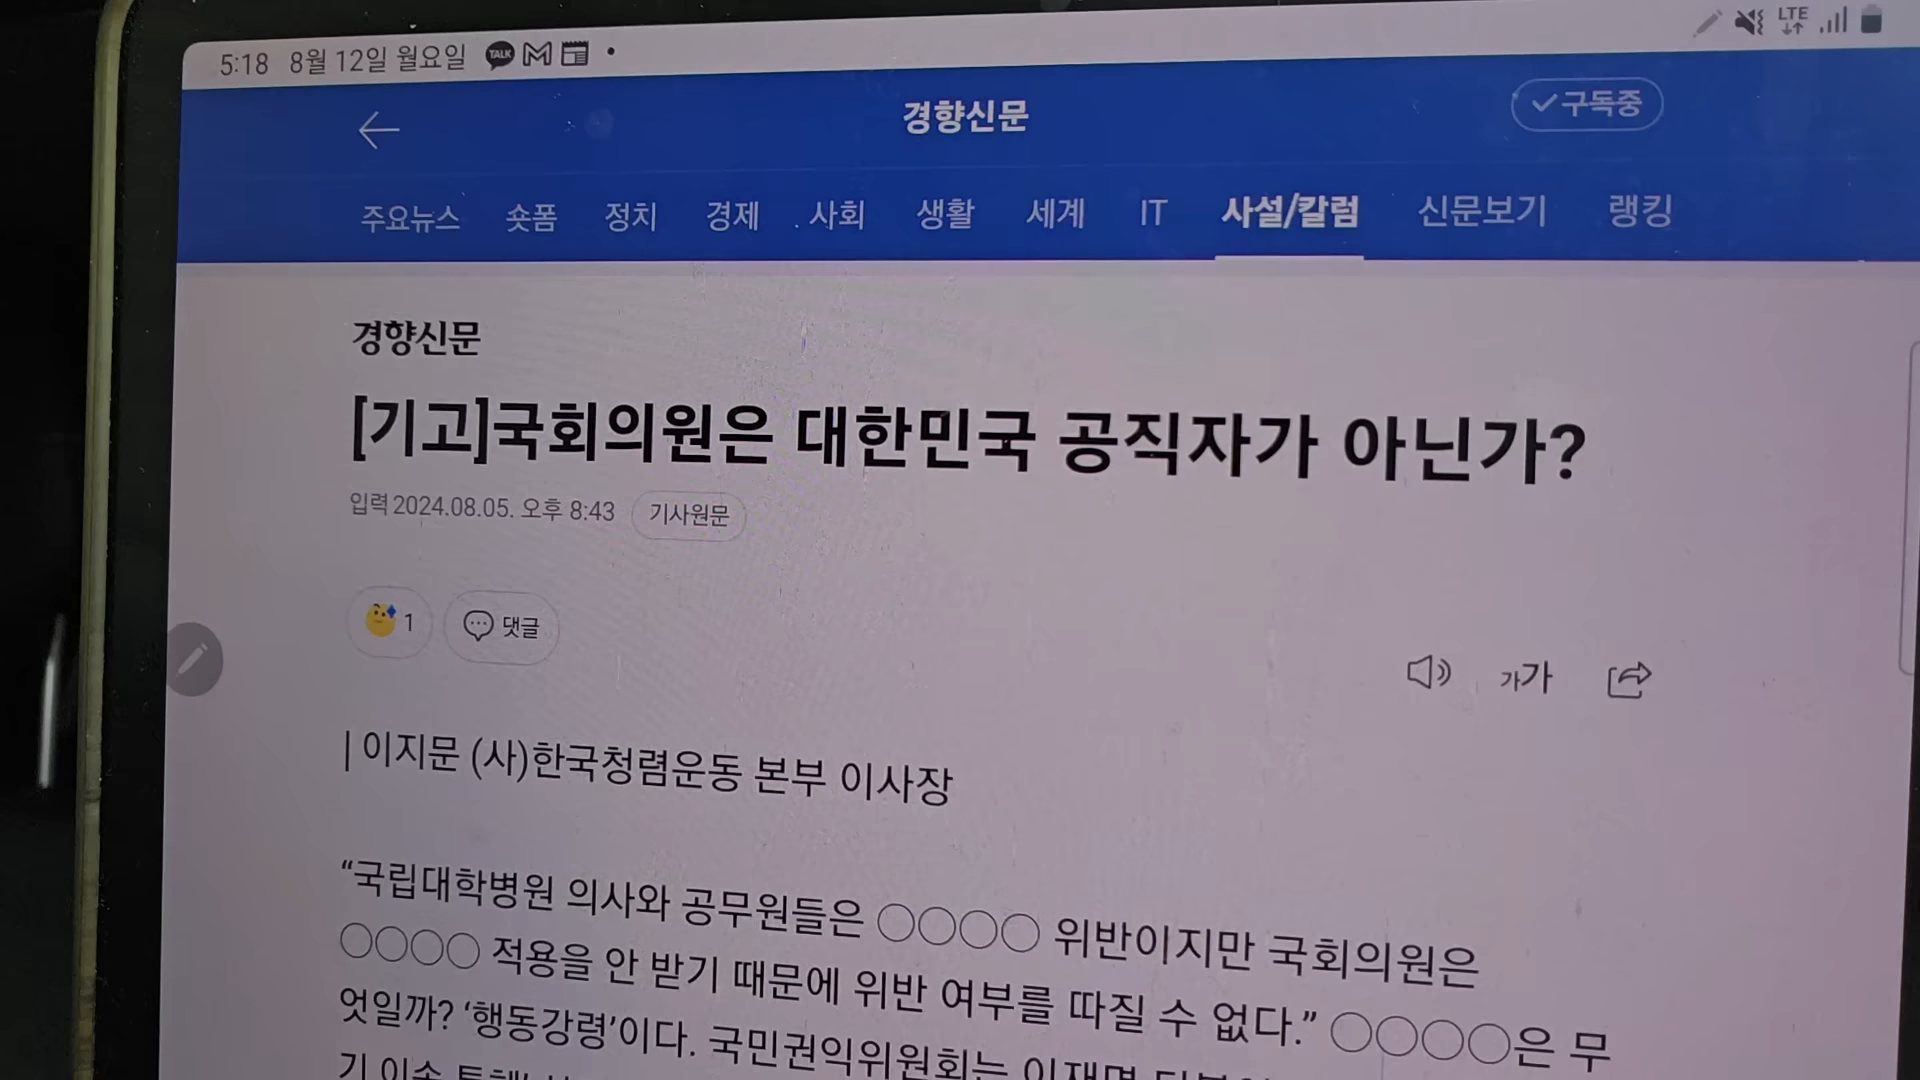 5:18 8월 12일 월요일 TALK LTE
경향신문 구독중
주요뉴스 숏폼 정치 경제 사회 생활 세계 IT 사설/칼럼 신문보기 랭킹
경향신문
[기고]국회의원은 대한민국 공직자가 아닌가?
입력 2024.08.05. 오후 8:43 기사원문
1 댓글
가가
| 이지문 (사)한국청렴운동 본부 이사장
“국립대학병원 의사와 공무원들은 ○○○○ 위반이지만 국회의원은
○○○○ 적용을 안 받기 때문에 위반 여부를 따질 수 없다.” ○○○○은 무
엇일까? ‘행동강령’이다. 국민권익위원회는 이재명